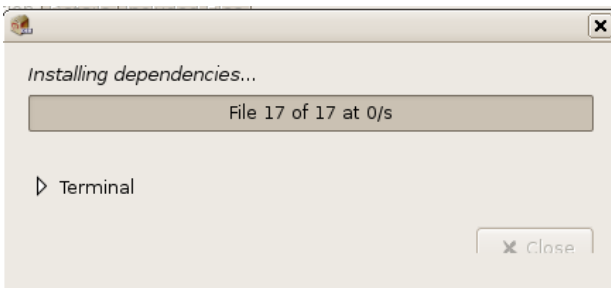 Installing dependencies...
File 17 of 17 at 0/s
Terminal
Close